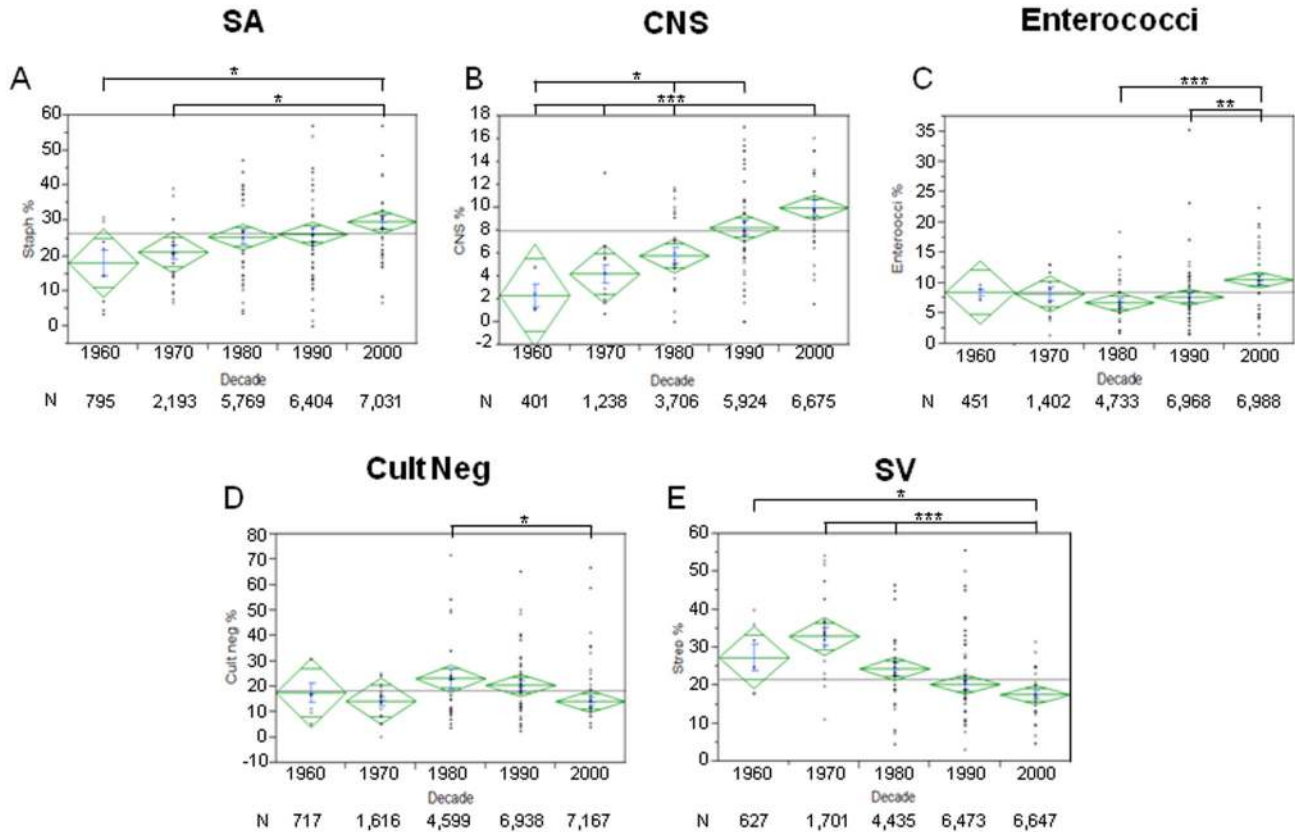 SA
CNS
Enterococci
A
*
*
Staph %
60
50
40
30
20
10
0
1960 1970 1980 1990 2000
Decade
N 795 2,193 5,769 6,404 7,031
B
*
***
CNS %
18
16
14
12
10
8
6
4
2
0
-2
1960 1970 1980 1990 2000
Decade
N 401 1,238 3,706 5,924 6,675
C
***
**
Enterococci %
35
30
25
20
15
10
5
0
1960 1970 1980 1990 2000
Decade
N 451 1,402 4,733 6,968 6,988
Cult Neg
SV
D
*
Cult neg %
80
70
60
50
40
30
20
10
0
-10
1960 1970 1980 1990 2000
Decade
N 717 1,616 4,599 6,938 7,167
E
*
***
Strep %
60
50
40
30
20
10
0
1960 1970 1980 1990 2000
Decade
N 627 1,701 4,435 6,473 6,647